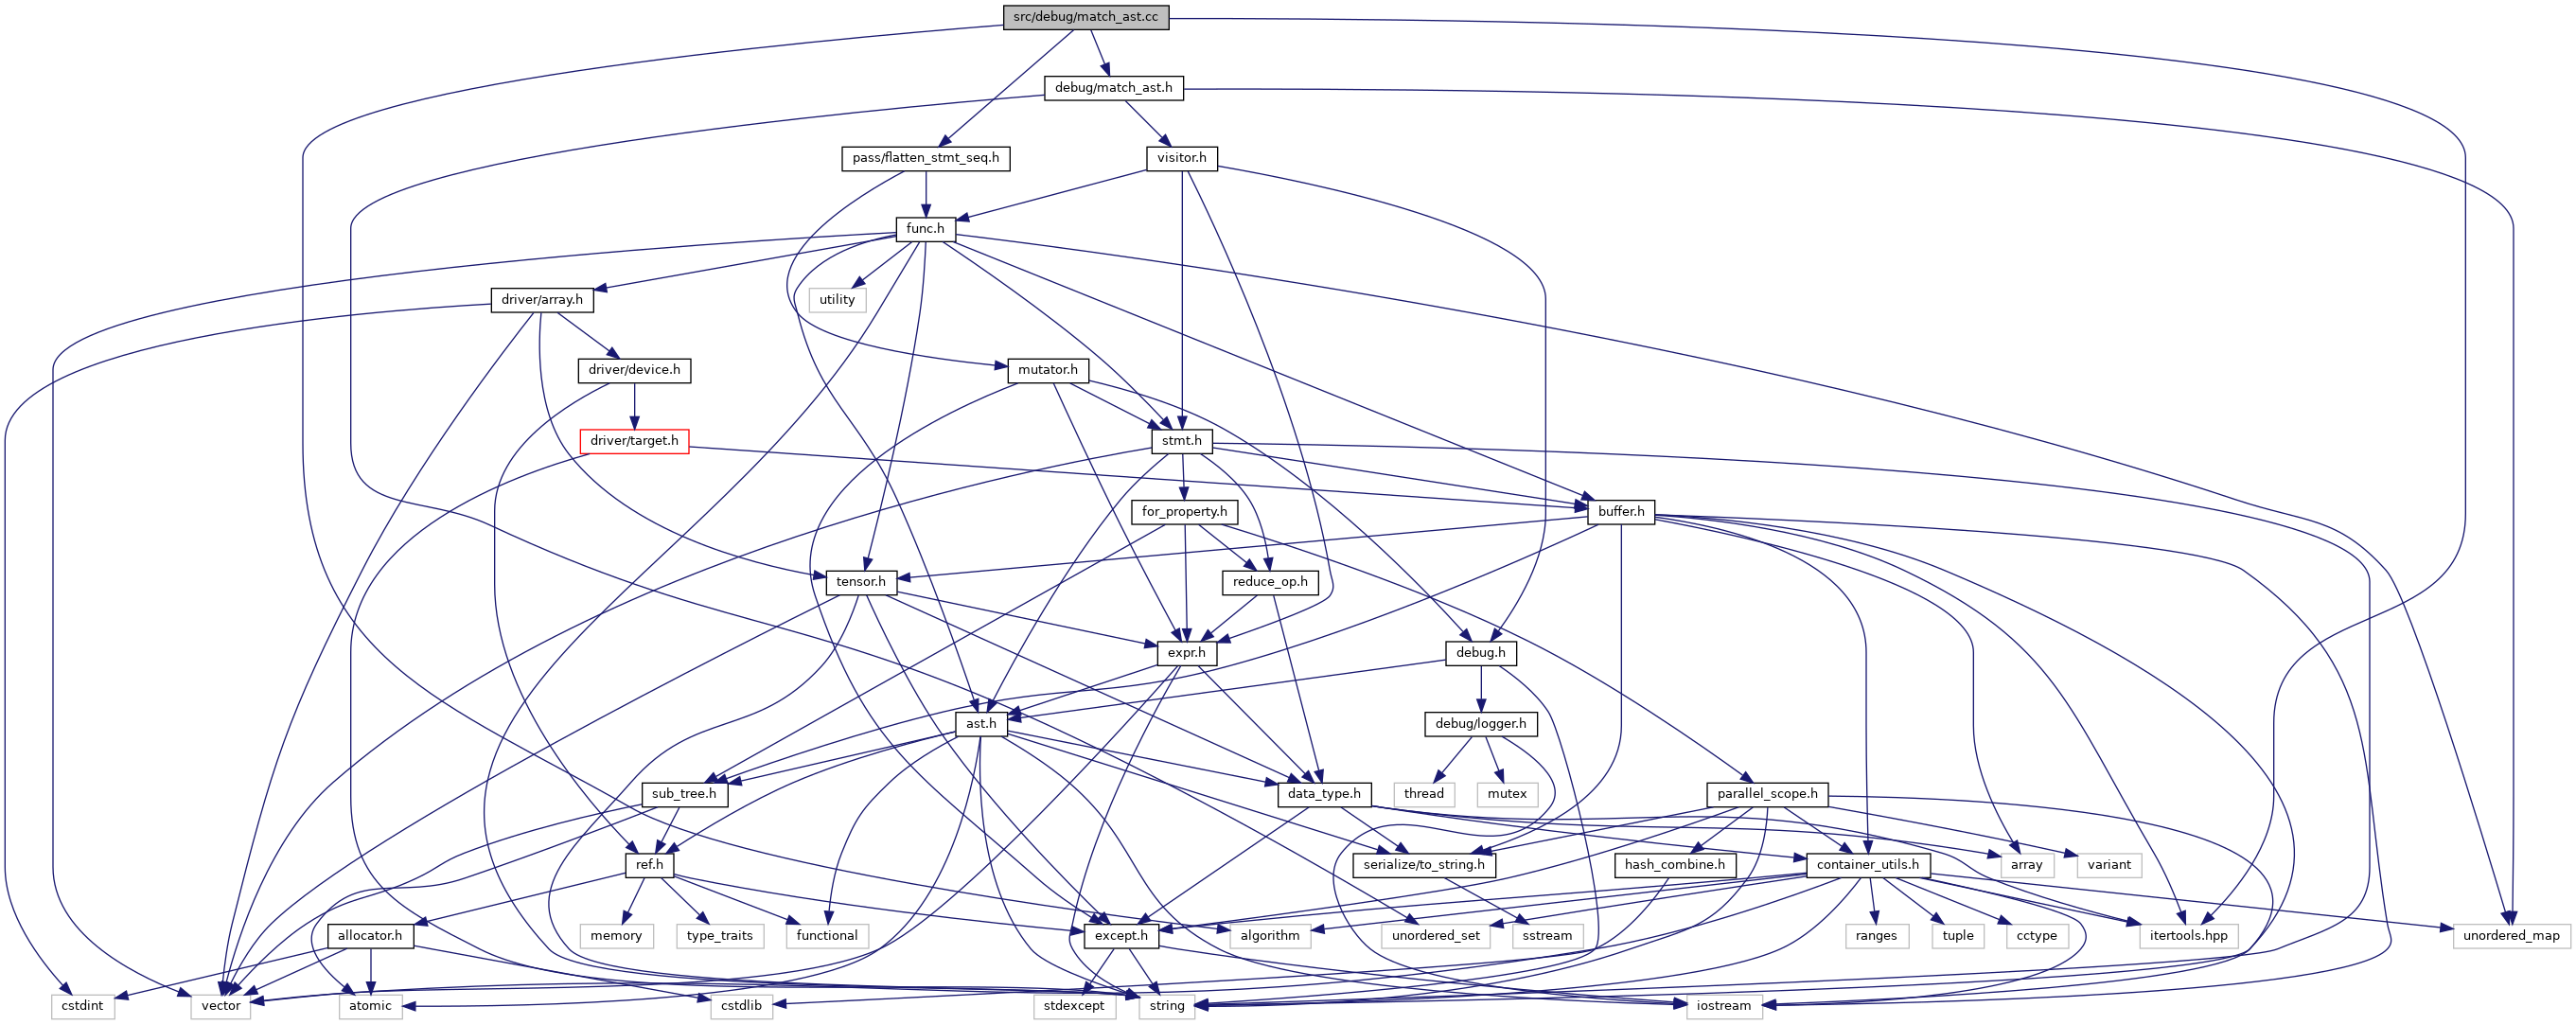 src/debug/match_ast.cc
debug/match_ast.h
pass/flatten_stmt_seq.h
visitor.h
func.h
driver/array.h
utility
driver/device.h
mutator.h
driver/target.h
stmt.h
for_property.h
buffer.h
tensor.h
reduce_op.h
expr.h
debug.h
ast.h
debug/logger.h
sub_tree.h
data_type.h
thread
mutex
parallel_scope.h
ref.h
serialize/to_string.h
hash_combine.h
container_utils.h
array
variant
allocator.h
memory
type_traits
functional
except.h
algorithm
unordered_set
sstream
ranges
tuple
cctype
itertools.hpp
unordered_map
cstdint
vector
atomic
cstdlib
stdexcept
string
iostream